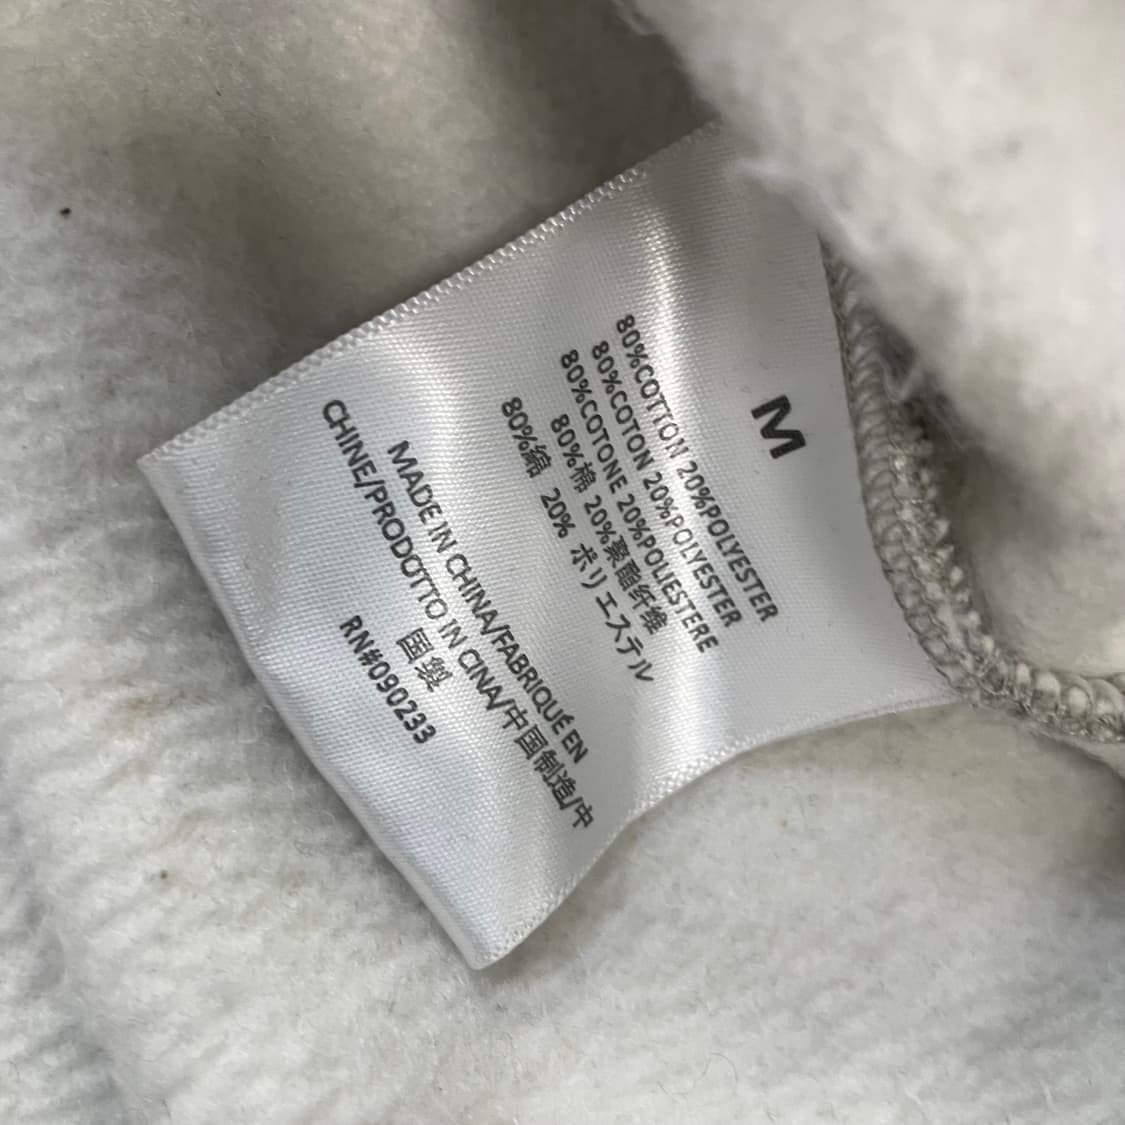 M
80%COTTON 20%POLYESTER
80%COTON 20%POLYESTER
80%COTONE 20%POLIESTERE
80%棉 20%聚酯纤维
80%綿 20% ポリエステル
MADE IN CHINA/FABRIQUÉ EN
CHINE/PRODOTTO IN CINA/中国制造/中
国製
RN#090233